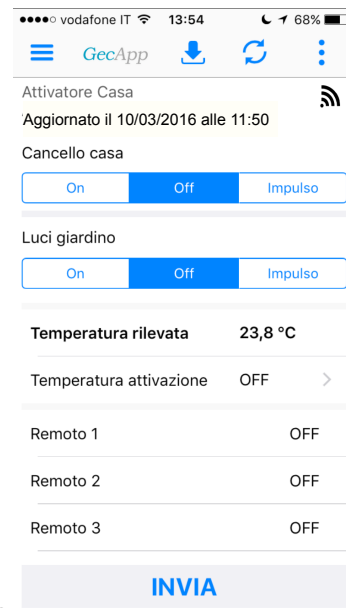 vodafone IT 13:54 68%
GecApp
Attivatore Casa
Aggiornato il 10/03/2016 alle 11:50
Cancello casa
On Off Impulso
Luci giardino
On Off Impulso
Temperatura rilevata 23,8 °C
Temperatura attivazione OFF
Remoto 1 OFF
Remoto 2 OFF
Remoto 3 OFF
INVIA